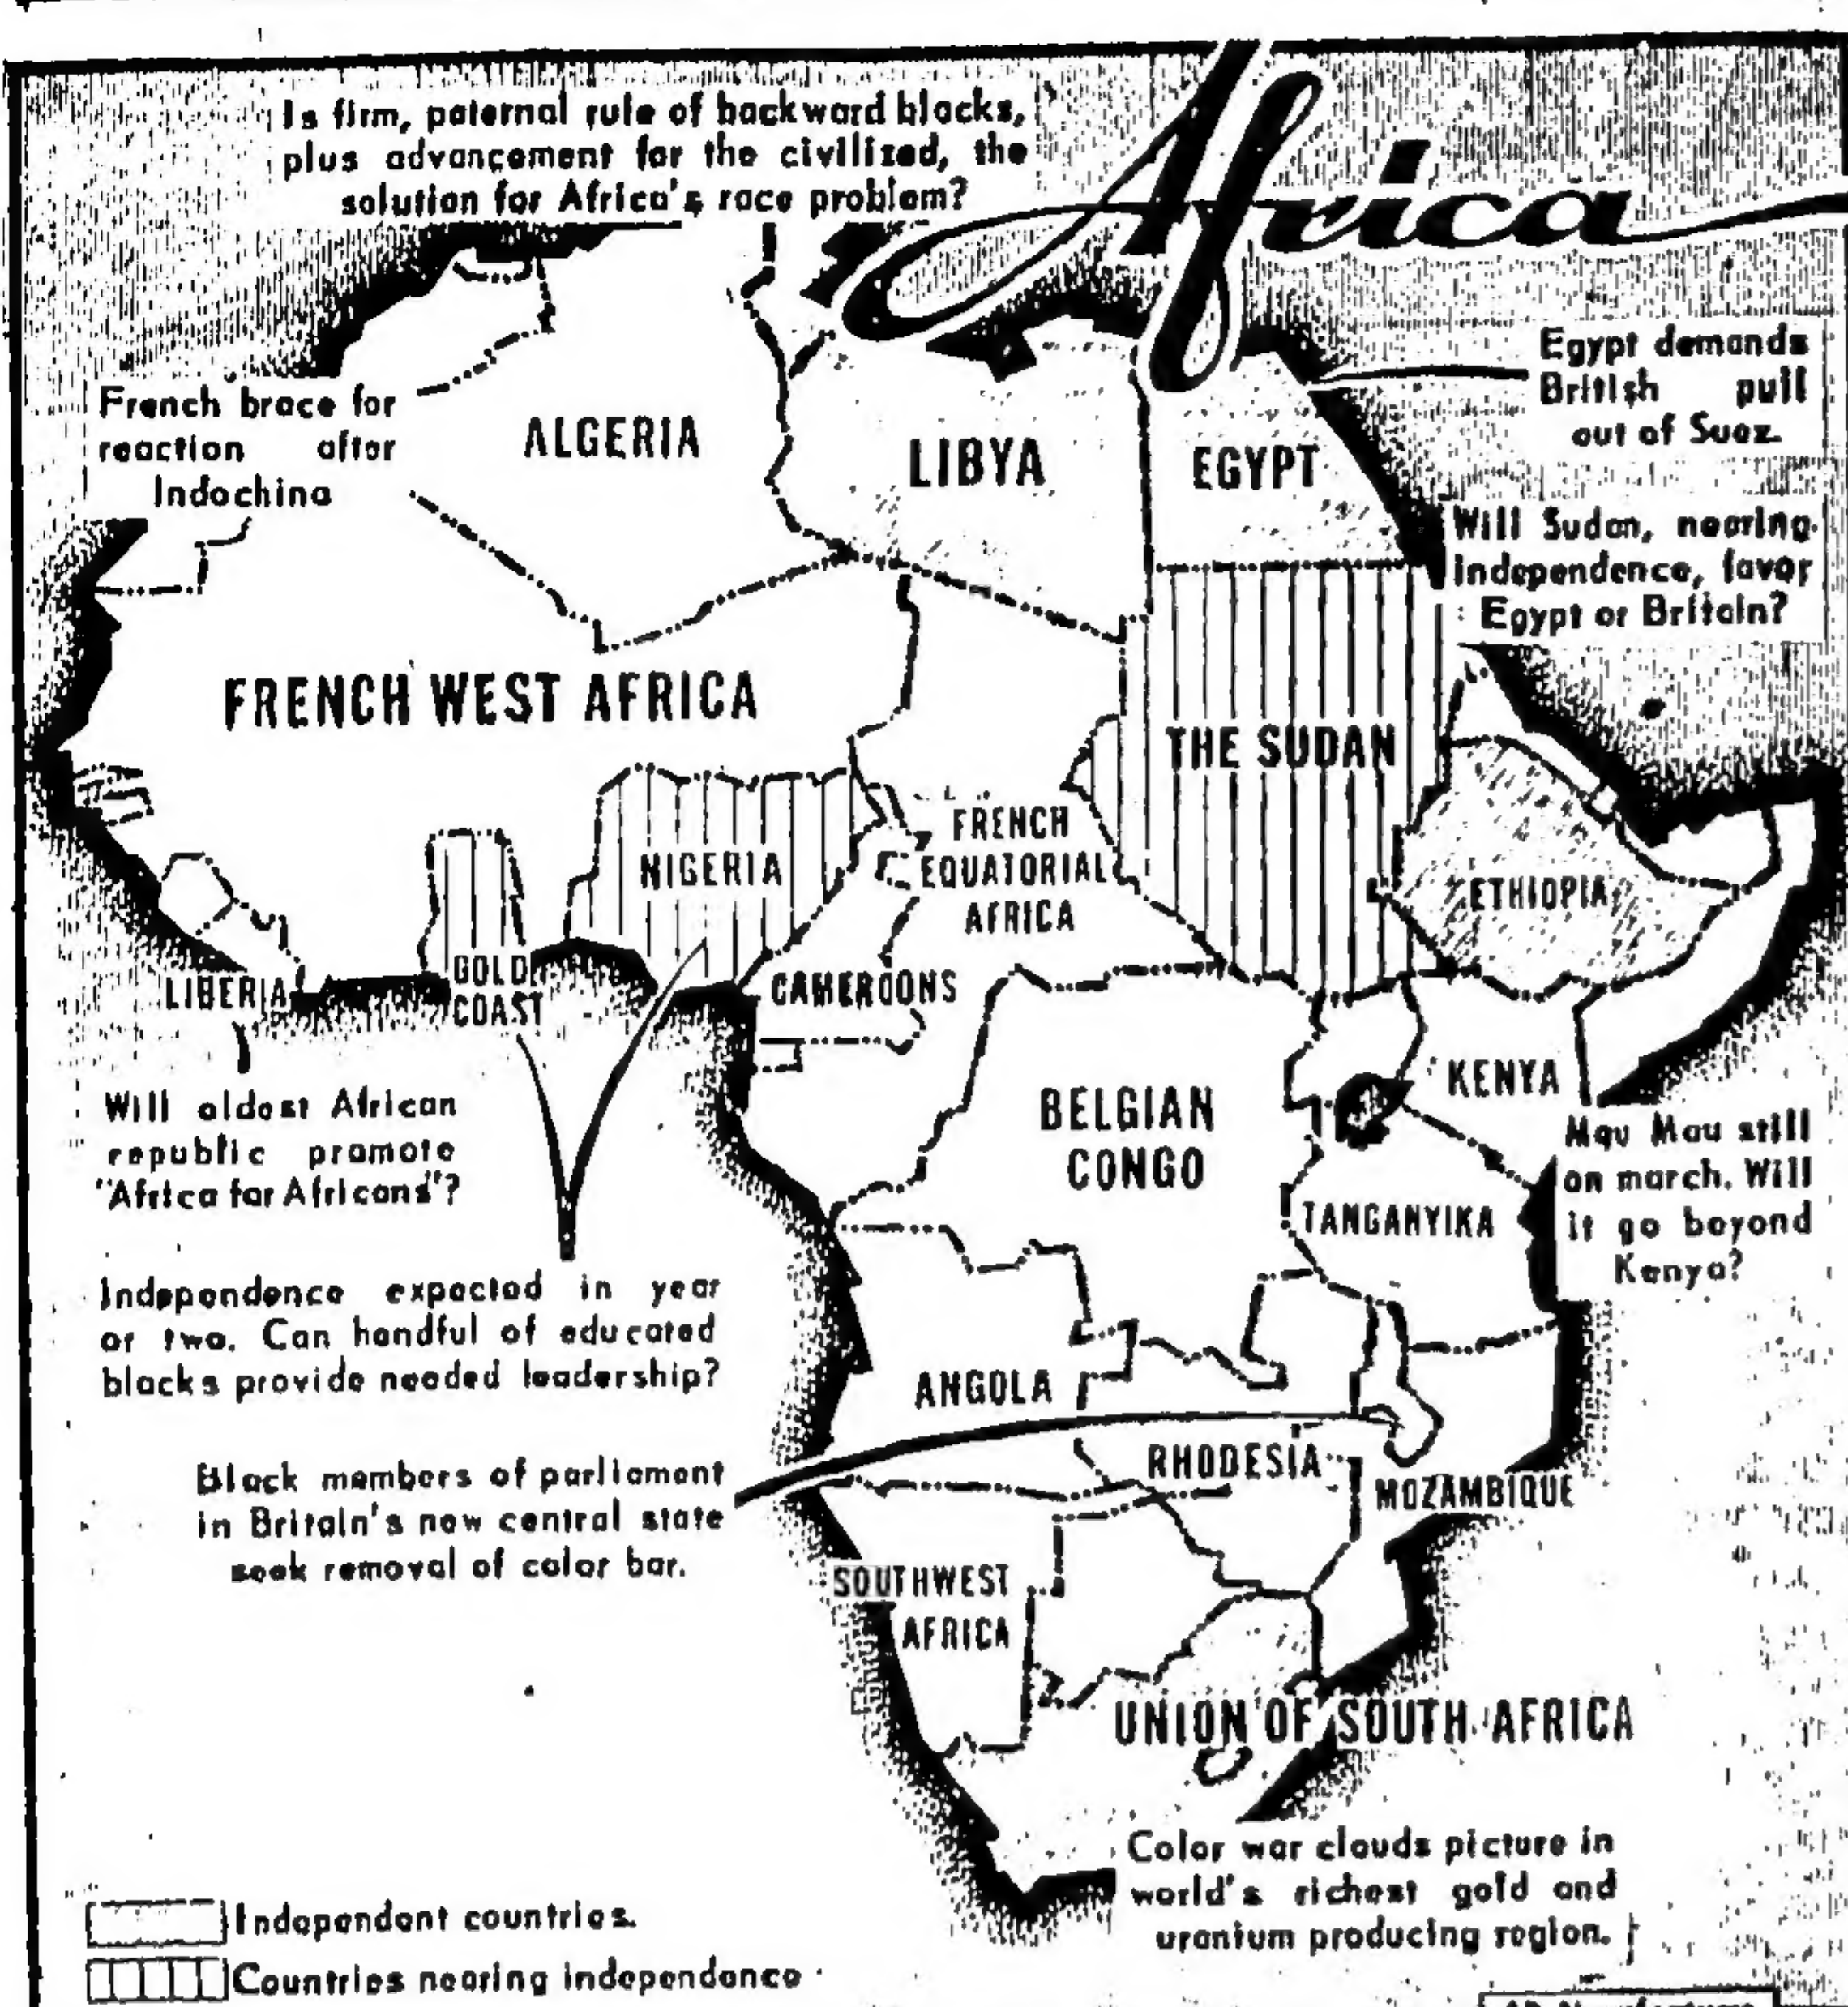 Is firm, paternal rule of backward blacks,
plus advancement for the civilized, the
solution for Africa's race problem?
Africa
Egypt demands
British pull
out of Suez.
French brace for
reaction after
Indochina
ALGERIA
LIBYA
EGYPT
Will Sudan, nearing
independence, favor
Egypt or Britain?
FRENCH WEST AFRICA
THE SUDAN
NIGERIA
FRENCH
EQUATORIAL
AFRICA
ETHIOPIA
LIBERIA
GOLD
COAST
CAMEROONS
KENYA
BELGIAN
CONGO
Will oldest African
republic promote
"Africa for Africans"?
Mau Mau still
on march. Will
it go beyond
Kenya?
TANGANYIKA
Independence expected in year
or two. Can handful of educated
blacks provide needed leadership?
ANGOLA
RHODESIA
MOZAMBIQUE
Black members of parliament
in Britain's new central state
seek removal of color bar.
SOUTHWEST
AFRICA
UNION OF SOUTH AFRICA
Color war clouds picture in
world's richest gold and
uranium producing region.
Independent countries.
Countries nearing independence